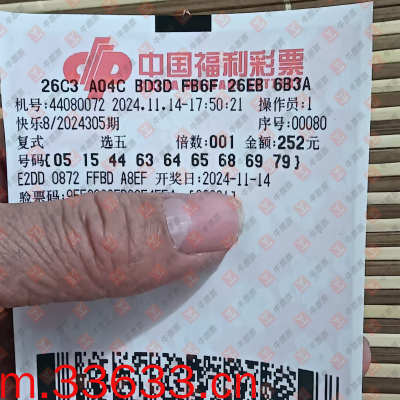 中国福利彩票
26C3 A04C BD3D FB6F 26EB 6B3A
机号:44080072 2024.11.14-17:50:21 操作员:1
快乐8/2024305期 序号:00080
复式 选五 倍数:001 金额:252元
号码{05 15 44 63 64 65 68 69 79}
E2DD 0872 FFBD A8EF 开奖日:2024-11-14
验票码:
m.33633.cn